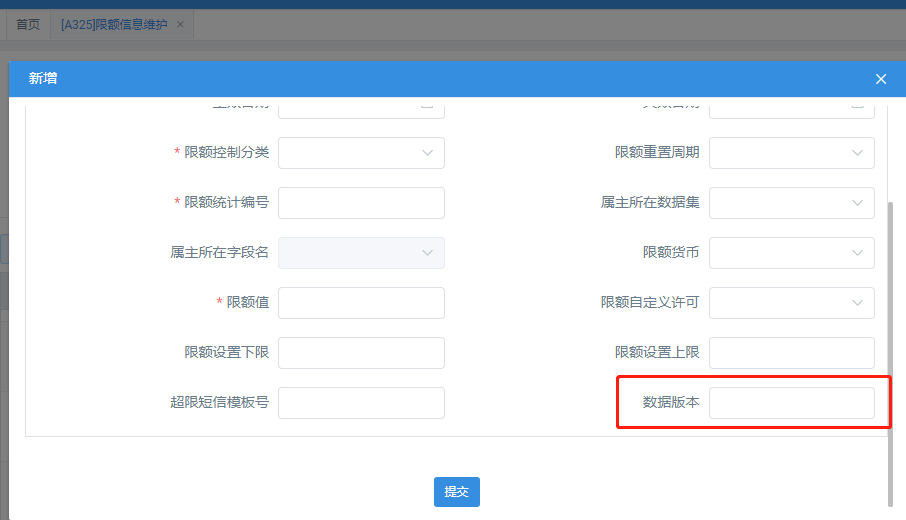 首页 [A325]限额信息维护 ×
新增
* 限额控制分类 限额重置周期
* 限额统计编号 属主所在数据集
属主所在字段名 限额货币
* 限额值 限额自定义许可
限额设置下限 限额设置上限
超限短信模板号 数据版本
提交